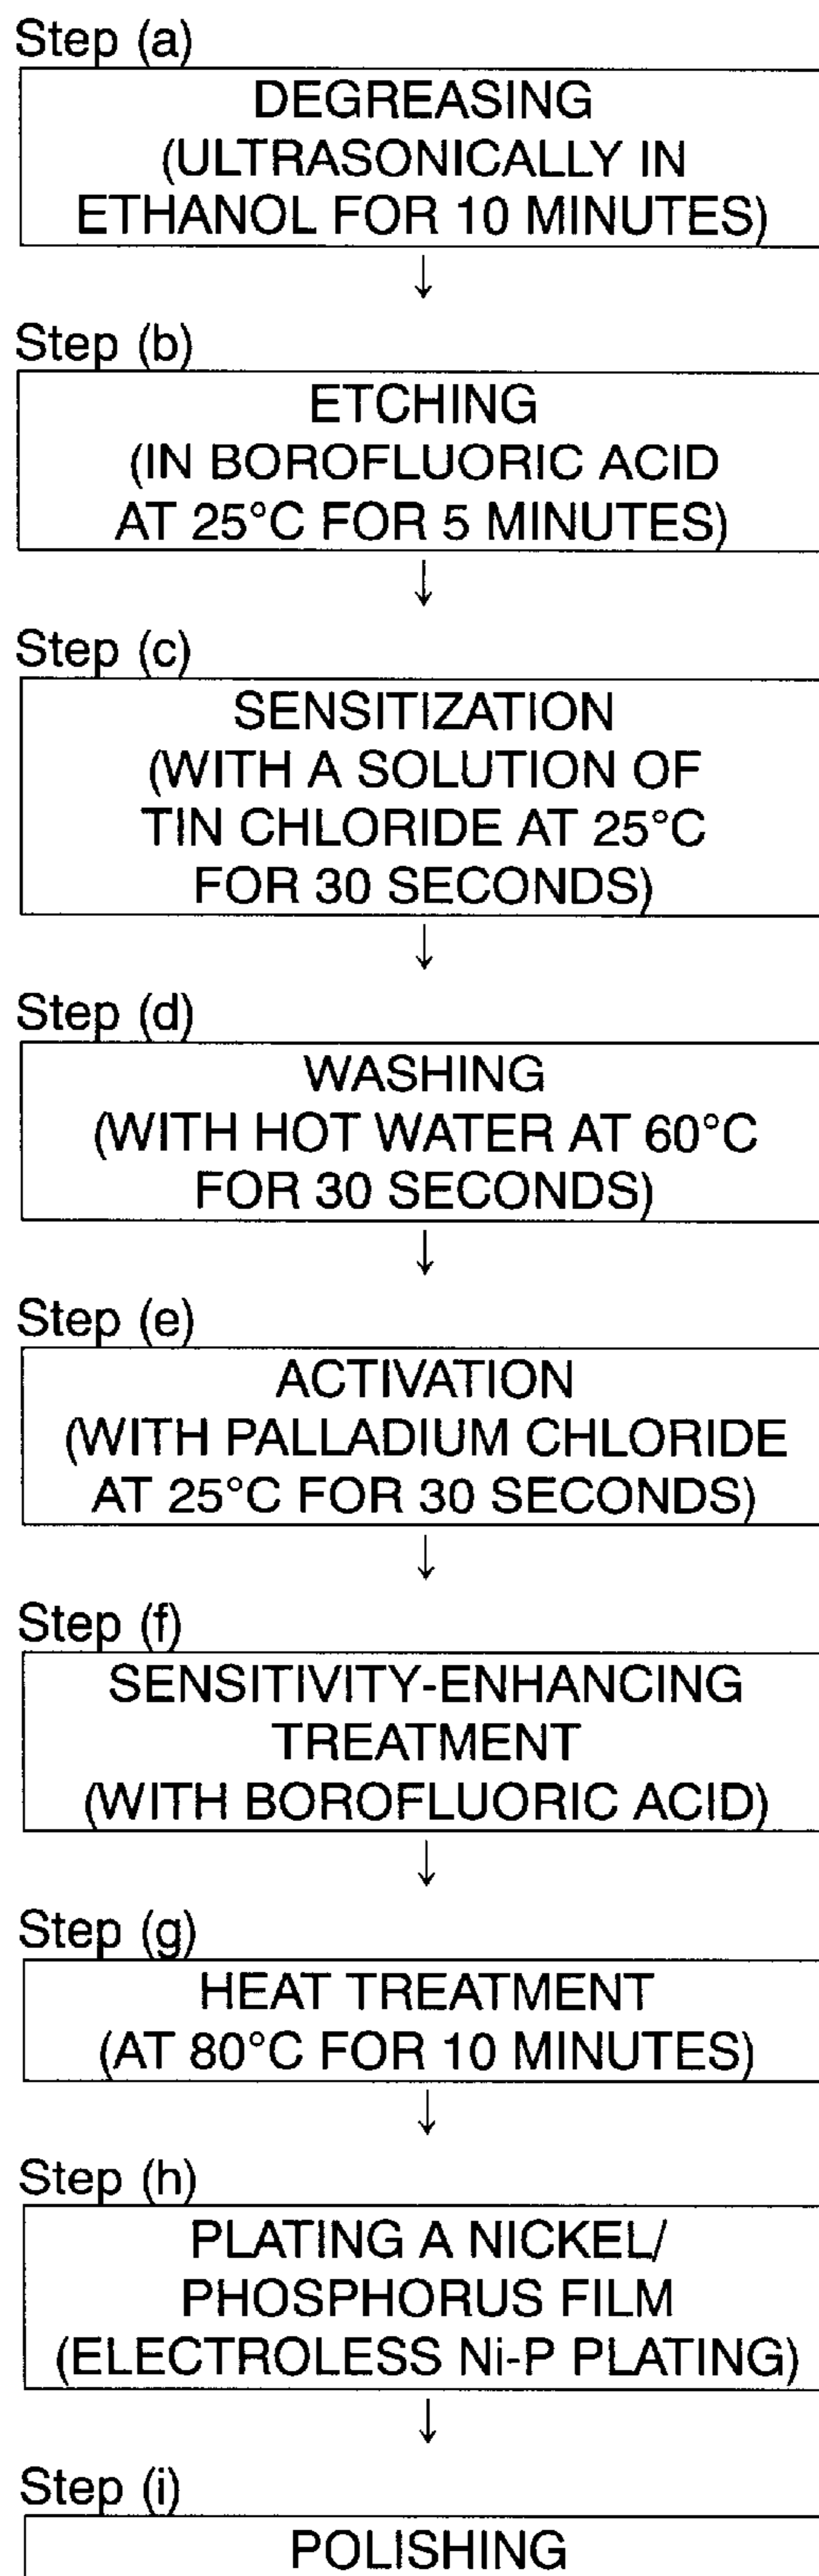 Step (a)
DEGREASING
(ULTRASONICALLY IN
ETHANOL FOR 10 MINUTES)
Step (b)
ETCHING
(IN BOROFLUORIC ACID
AT 25°C FOR 5 MINUTES)
Step (c)
SENSITIZATION
(WITH A SOLUTION OF
TIN CHLORIDE AT 25°C
FOR 30 SECONDS)
Step (d)
WASHING
(WITH HOT WATER AT 60°C
FOR 30 SECONDS)
Step (e)
ACTIVATION
(WITH PALLADIUM CHLORIDE
AT 25°C FOR 30 SECONDS)
Step (f)
SENSITIVITY-ENHANCING
TREATMENT
(WITH BOROFLUORIC ACID)
Step (g)
HEAT TREATMENT
(AT 80°C FOR 10 MINUTES)
Step (h)
PLATING A NICKEL/
PHOSPHORUS FILM
(ELECTROLESS Ni-P PLATING)
Step (i)
POLISHING